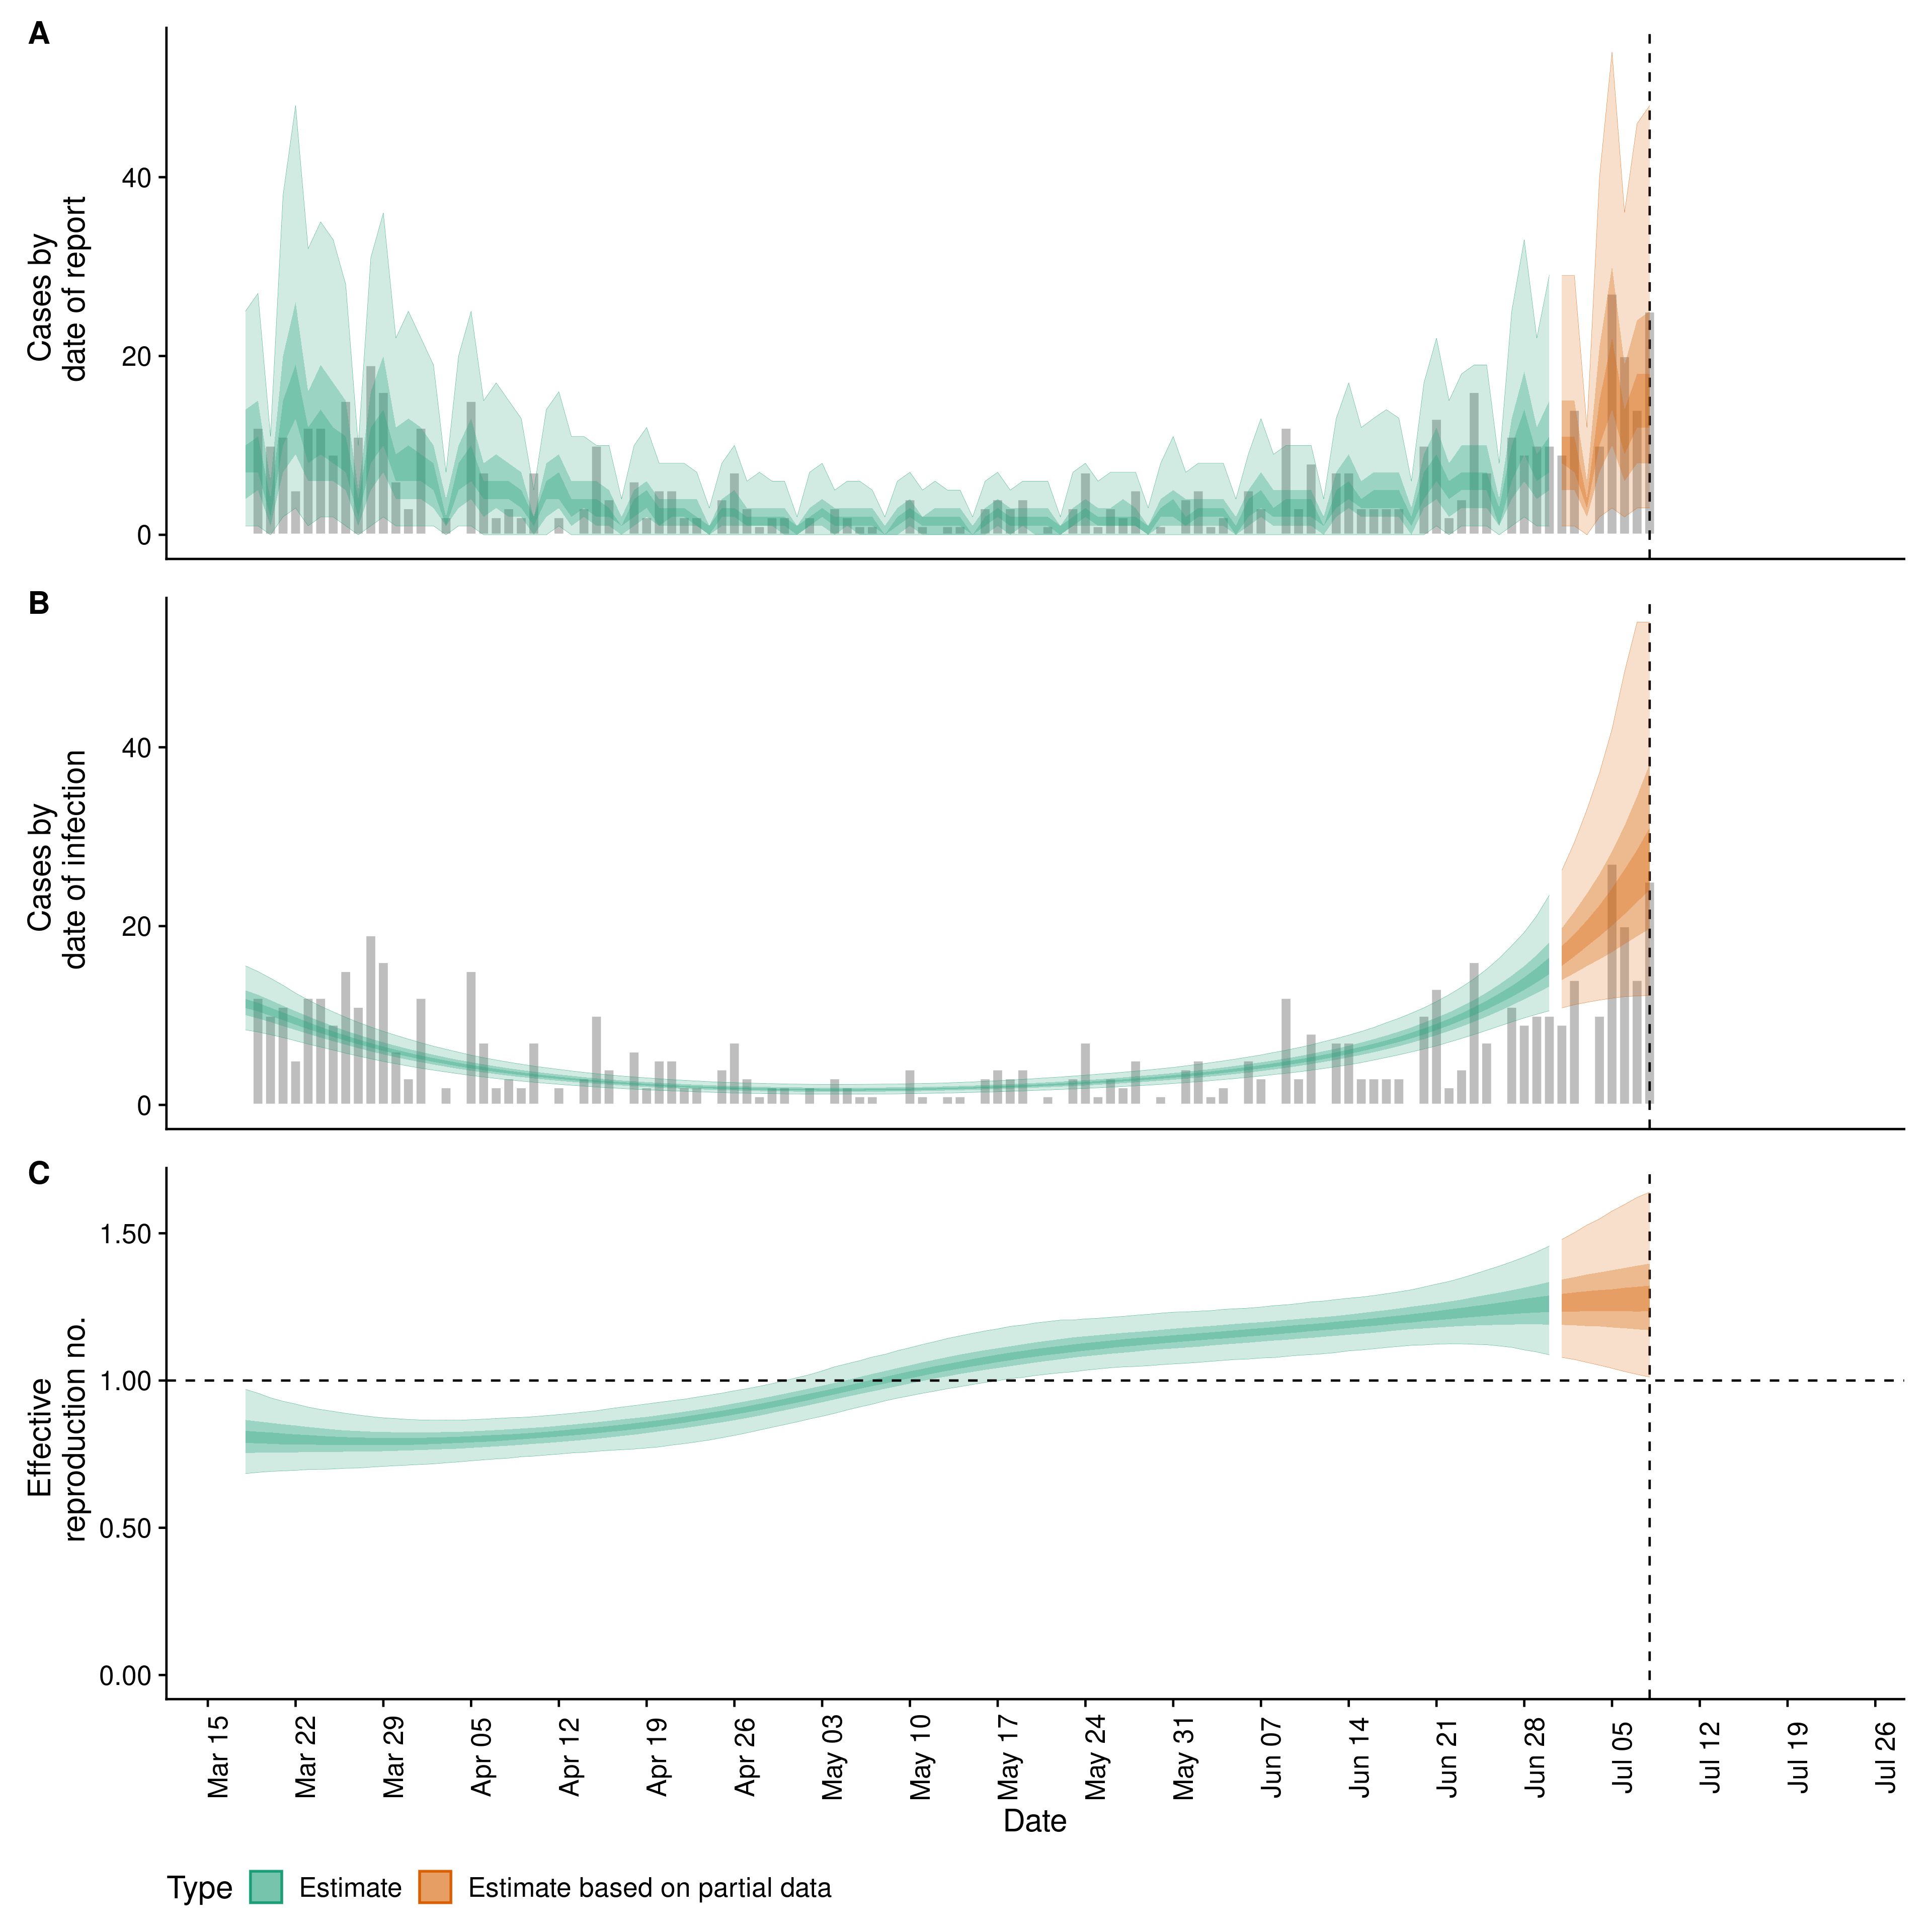 A
Cases by
date of report
40
20
0
B
Cases by
date of infection
40
20
0
C
Effective
reproduction no.
1.50
1.00
0.50
0.00
Mar 15
Mar 22
Mar 29
Apr 05
Apr 12
Apr 19
Apr 26
May 03
May 10
May 17
May 24
May 31
Jun 07
Jun 14
Jun 21
Jun 28
Jul 05
Jul 12
Jul 19
Jul 26
Date
Type Estimate Estimate based on partial data